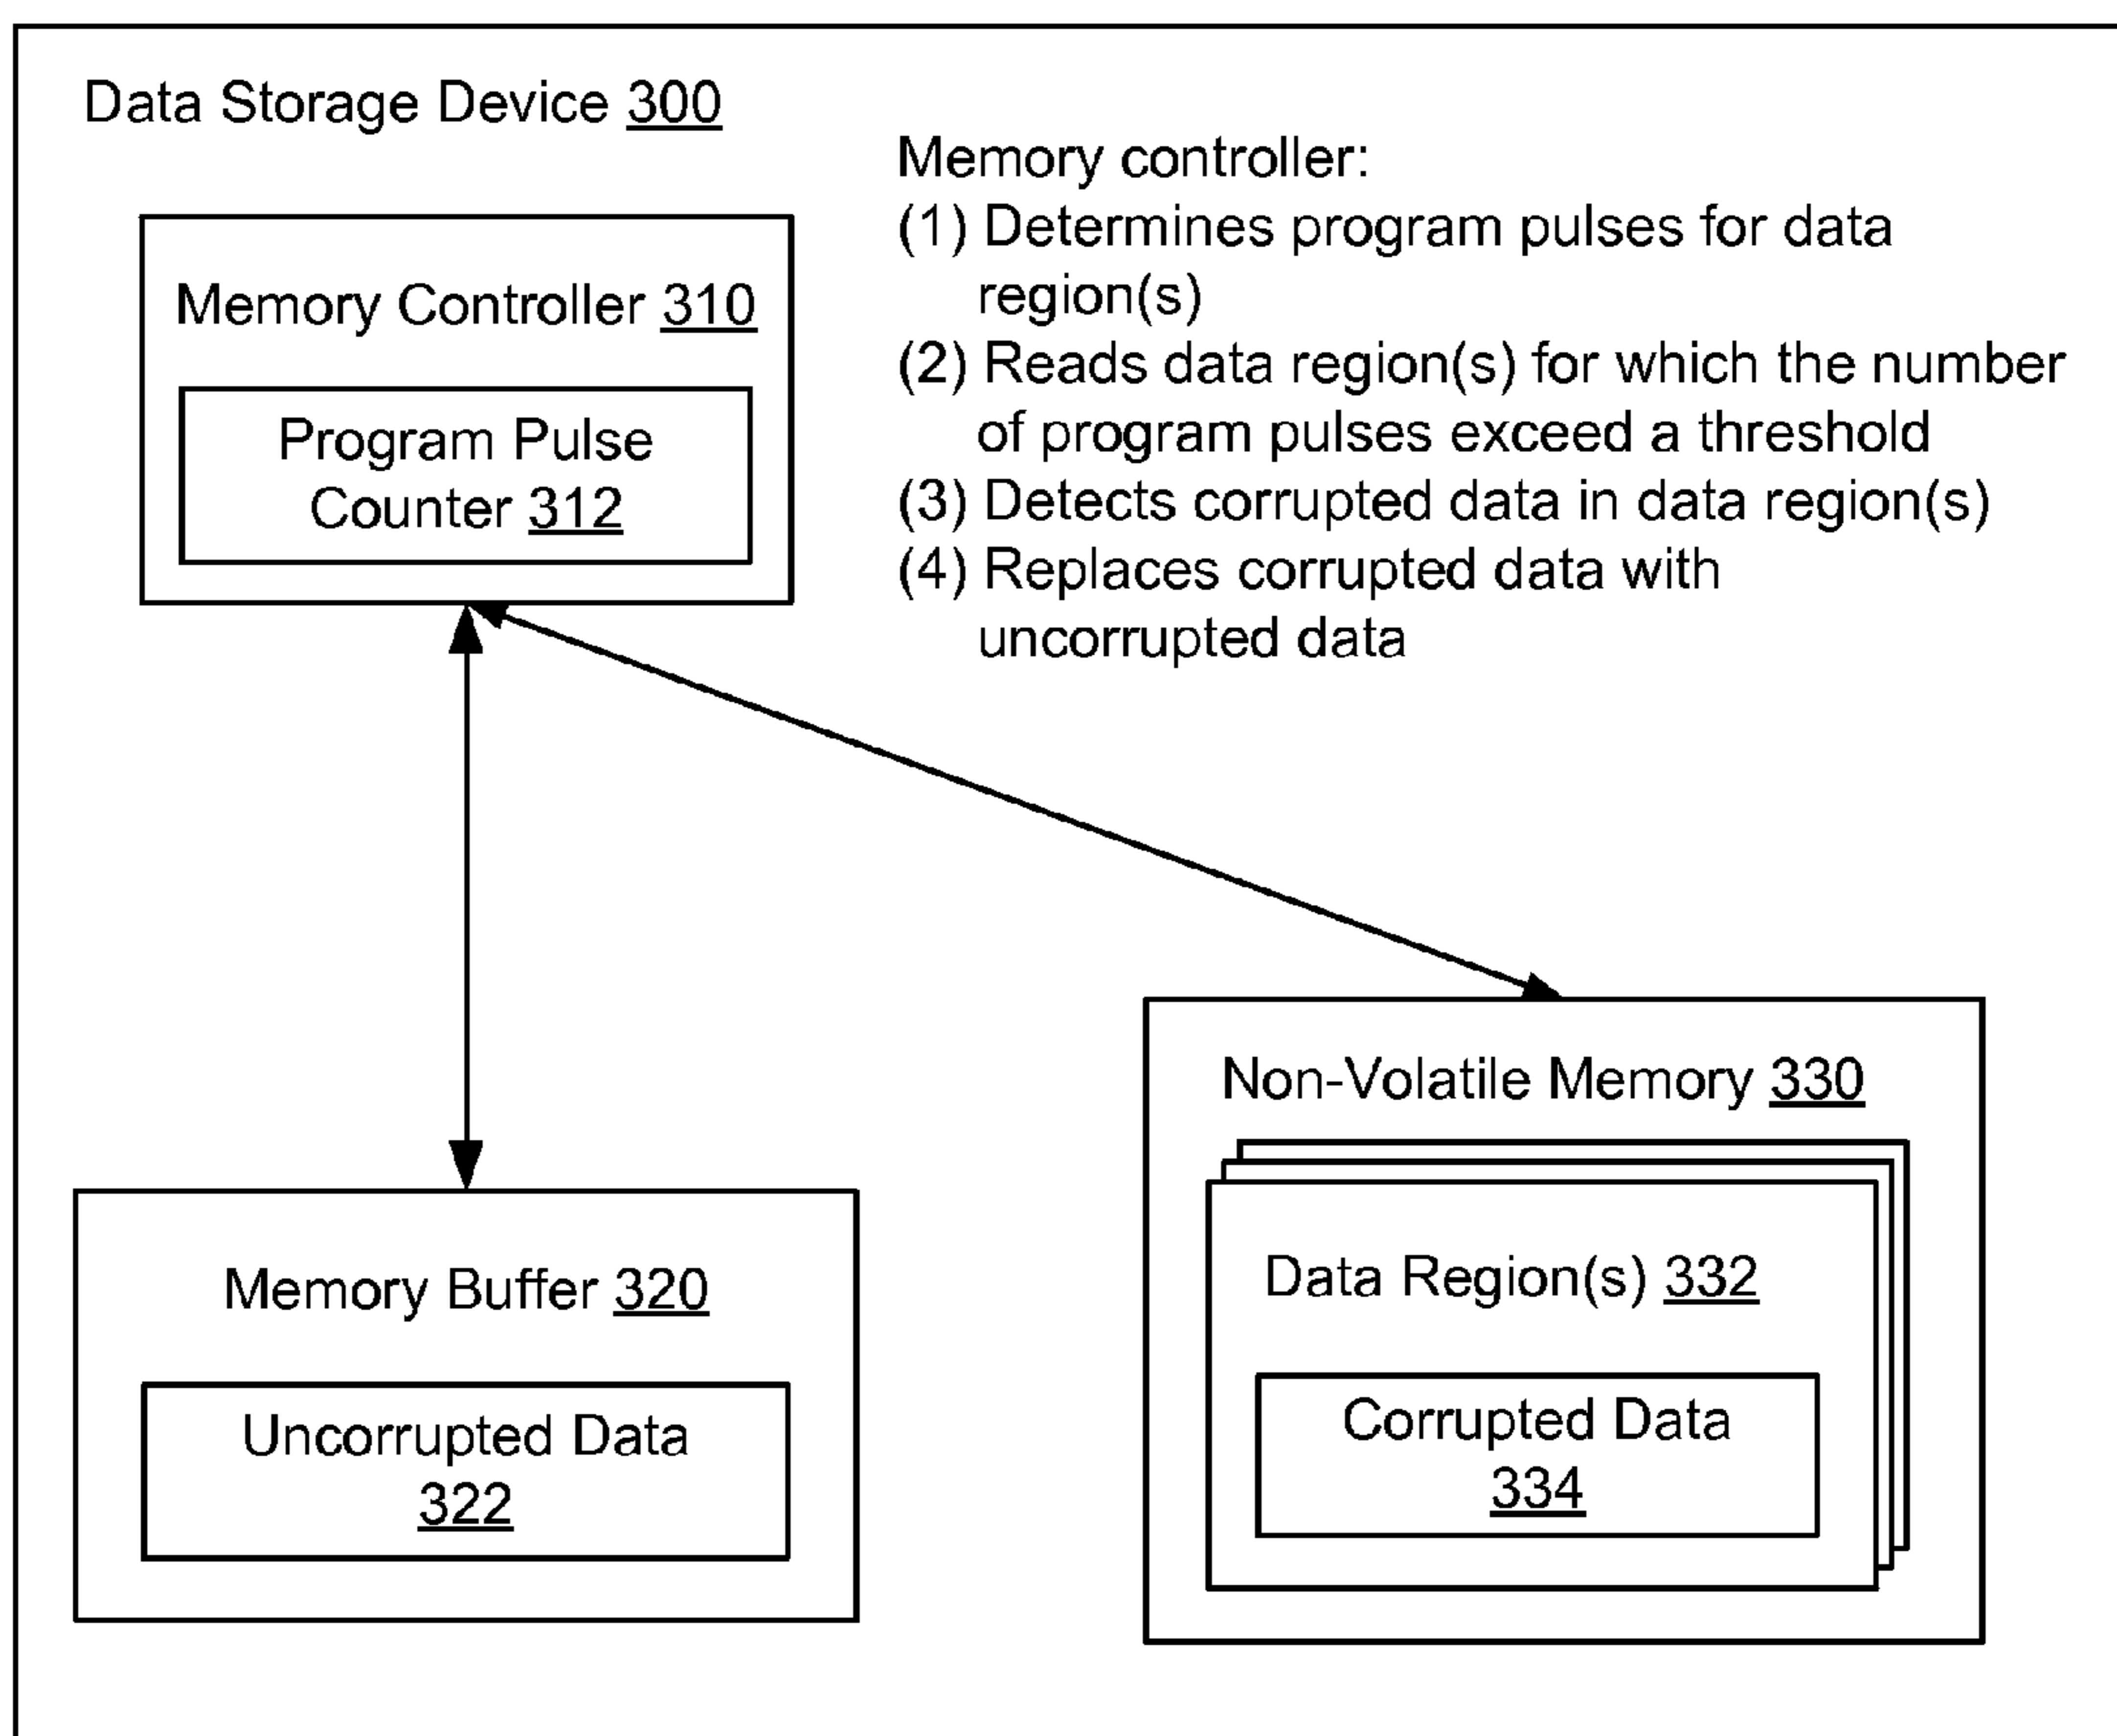 Data Storage Device 300
Memory controller:
(1) Determines program pulses for data
region(s)
(2) Reads data region(s) for which the number
of program pulses exceed a threshold
(3) Detects corrupted data in data region(s)
(4) Replaces corrupted data with
uncorrupted data
Memory Controller 310
Program Pulse
Counter 312
Non-Volatile Memory 330
Data Region(s) 332
Corrupted Data
334
Memory Buffer 320
Uncorrupted Data
322